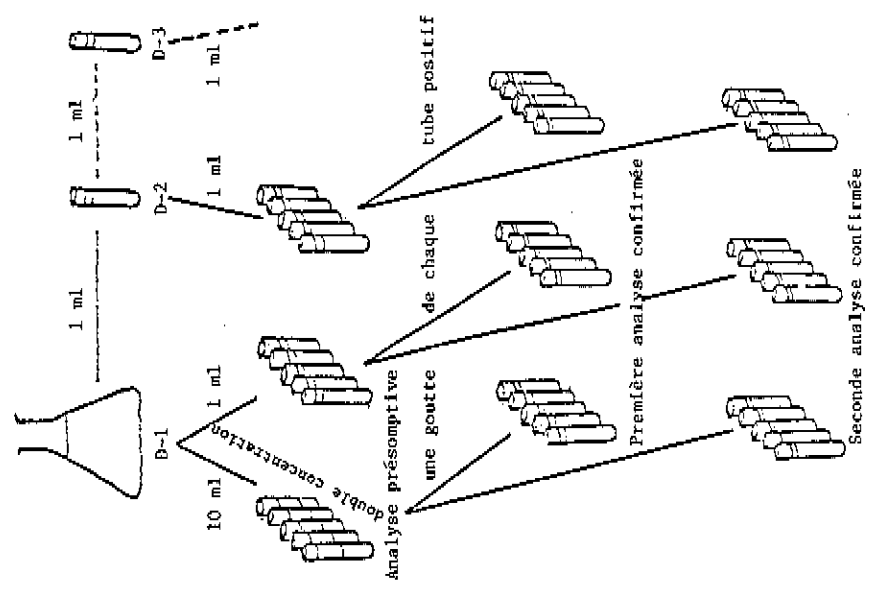 1 ml
1 ml
D-1
D-2
D-3
10 ml
1 ml
1 ml
1 ml
double concentration
Analyse présomptive
une goutte de chaque tube positif
Première analyse confirmée
Seconde analyse confirmée